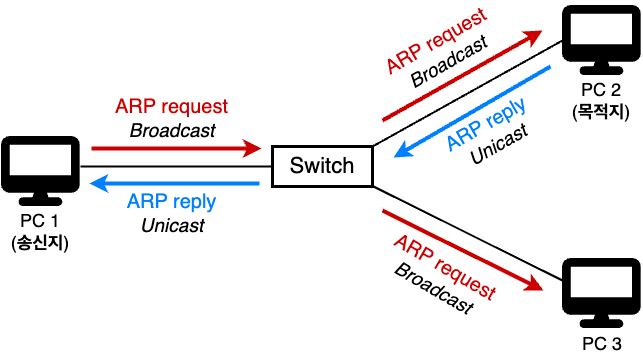 ARP request
Broadcast
ARP reply
Unicast
PC 1
(송신지)
Switch
ARP request
Broadcast
ARP reply
Unicast
PC 2
(목적지)
ARP request
Broadcast
PC 3